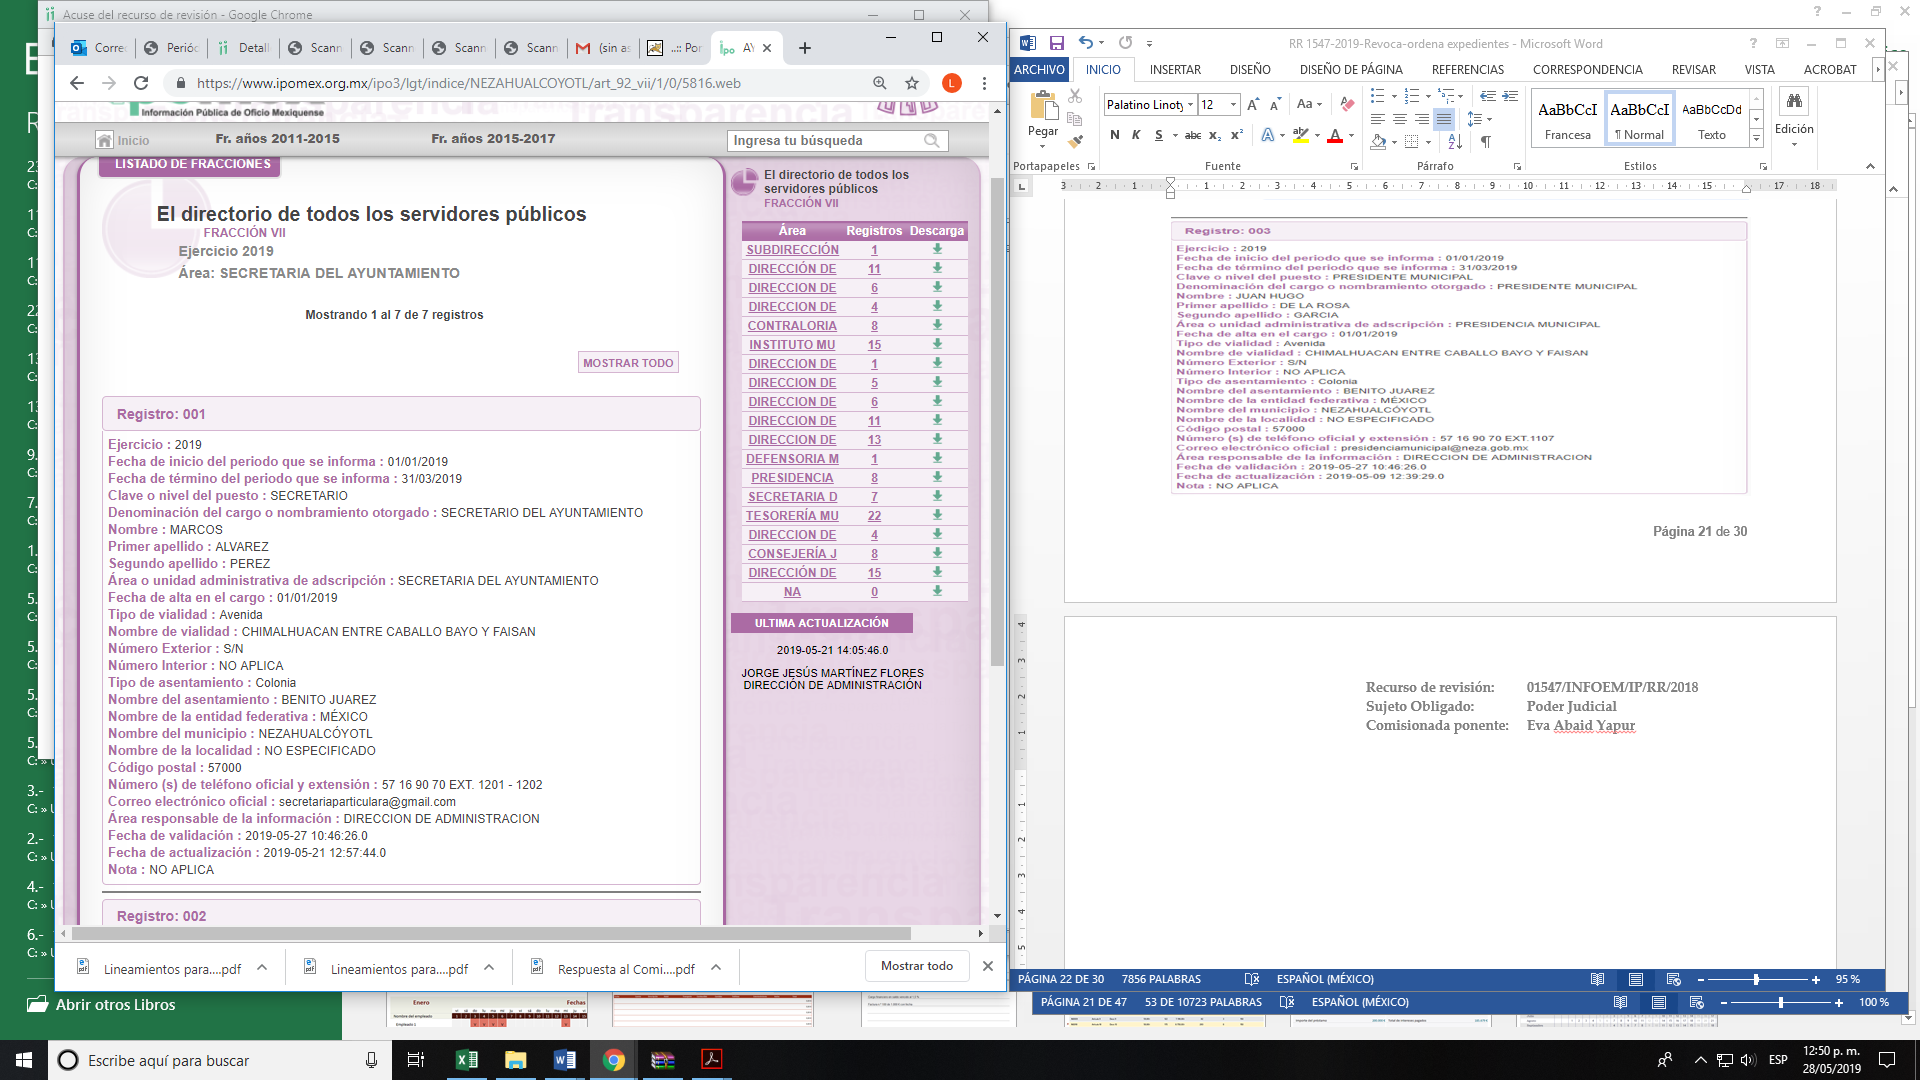 Acuse del recurso de revisión - Google Chrome
Correo
Periód
Detall
Scann
Scann
Scann
Scann
(sin as
..:: Por
AY
https://www.ipomex.org.mx/ipo3/lgt/indice/NEZAHUALCOYOTL/art_92_vii/1/0/5816.web
L
Información Pública de Oficio Mexiquense
Inicio
Fr. años 2011-2015
Fr. años 2015-2017
Ingresa tu búsqueda
LISTADO DE FRACCIONES
El directorio de todos los servidores públicos
FRACCIÓN VII
Ejercicio 2019
Área: SECRETARIA DEL AYUNTAMIENTO
Mostrando 1 al 7 de 7 registros
MOSTRAR TODO
Registro: 001
Ejercicio : 2019
Fecha de inicio del periodo que se informa : 01/01/2019
Fecha de término del periodo que se informa : 31/03/2019
Clave o nivel del puesto : SECRETARIO
Denominación del cargo o nombramiento otorgado : SECRETARIO DEL AYUNTAMIENTO
Nombre : MARCOS
Primer apellido : ALVAREZ
Segundo apellido : PEREZ
Área o unidad administrativa de adscripción : SECRETARIA DEL AYUNTAMIENTO
Fecha de alta en el cargo : 01/01/2019
Tipo de vialidad : Avenida
Nombre de vialidad : CHIMALHUACAN ENTRE CABALLO BAYO Y FAISAN
Número Exterior : S/N
Número Interior : NO APLICA
Tipo de asentamiento : Colonia
Nombre del asentamiento : BENITO JUAREZ
Nombre de la entidad federativa : MÉXICO
Nombre del municipio : NEZAHUALCÓYOTL
Nombre de la localidad : NO ESPECIFICADO
Código postal : 57000
Número (s) de teléfono oficial y extensión : 57 16 90 70 EXT. 1201 - 1202
Correo electrónico oficial : secretariaparticulara@gmail.com
Área responsable de la información : DIRECCION DE ADMINISTRACION
Fecha de validación : 2019-05-27 10:46:26.0
Fecha de actualización : 2019-05-21 12:57:44.0
Nota : NO APLICA
Registro: 002
El directorio de todos los
servidores públicos
FRACCIÓN VII
Área Registros Descarga
SUBDIRECCIÓN 1
DIRECCIÓN DE 11
DIRECCION DE 6
DIRECCION DE 4
CONTRALORIA 8
INSTITUTO MU 15
DIRECCION DE 1
DIRECCION DE 5
DIRECCION DE 6
DIRECCION DE 11
DIRECCION DE 13
DEFENSORIA M 1
PRESIDENCIA 8
SECRETARIA D 7
TESORERÍA MU 22
DIRECCION DE 4
CONSEJERÍA J 8
DIRECCIÓN DE 15
NA 0
ULTIMA ACTUALIZACIÓN
2019-05-21 14:05:46.0
JORGE JESÚS MARTÍNEZ FLORES
DIRECCIÓN DE ADMINISTRACIÓN
Lineamientos para....pdf
Lineamientos para....pdf
Respuesta al Comi....pdf
Mostrar todo
Abrir otros Libros
RR 1547-2019-Revoca-ordena expedientes - Microsoft Word
ARCHIVO INICIO INSERTAR DISEÑO DISEÑO DE PÁGINA REFERENCIAS CORRESPONDENCIA REVISAR VISTA ACROBAT
Palatino Linoty 12
Pegar
N K S abc
AaBbCcI AaBbCcI AaBbCcDd
Francesa ¶ Normal Texto
Edición
Portapapeles Fuente Párrafo Estilos
Registro: 003
Ejercicio : 2019
Fecha de inicio del periodo que se informa : 01/01/2019
Fecha de término del periodo que se informa : 31/03/2019
Clave o nivel del puesto : PRESIDENTE MUNICIPAL
Denominación del cargo o nombramiento otorgado : PRESIDENTE MUNICIPAL
Nombre : JUAN HUGO
Primer apellido : DE LA ROSA
Segundo apellido : GARCIA
Área o unidad administrativa de adscripción : PRESIDENCIA MUNICIPAL
Fecha de alta en el cargo : 01/01/2019
Tipo de vialidad : Avenida
Nombre de vialidad : CHIMALHUACAN ENTRE CABALLO BAYO Y FAISAN
Número Exterior : S/N
Número Interior : NO APLICA
Tipo de asentamiento : Colonia
Nombre del asentamiento : BENITO JUAREZ
Nombre de la entidad federativa : MÉXICO
Nombre del municipio : NEZAHUALCÓYOTL
Nombre de la localidad : NO ESPECIFICADO
Código postal : 57000
Número (s) de teléfono oficial y extensión : 57 16 90 70 EXT.1107
Correo electrónico oficial : presidenciamunicipal@neza.gob.mx
Área responsable de la información : DIRECCION DE ADMINISTRACION
Fecha de validación : 2019-05-27 10:46:26.0
Fecha de actualización : 2019-05-09 12:39:29.0
Nota : NO APLICA
Página 21 de 30
Recurso de revisión: 01547/INFOEM/IP/RR/2018
Sujeto Obligado: Poder Judicial
Comisionada ponente: Eva Abaid Yapur
PÁGINA 22 DE 30 7856 PALABRAS ESPAÑOL (MÉXICO) 95 %
PÁGINA 21 DE 47 53 DE 10723 PALABRAS ESPAÑOL (MÉXICO) 100 %
Enero Fechas
Escribe aquí para buscar
ESP
12:50 p. m.
28/05/2019